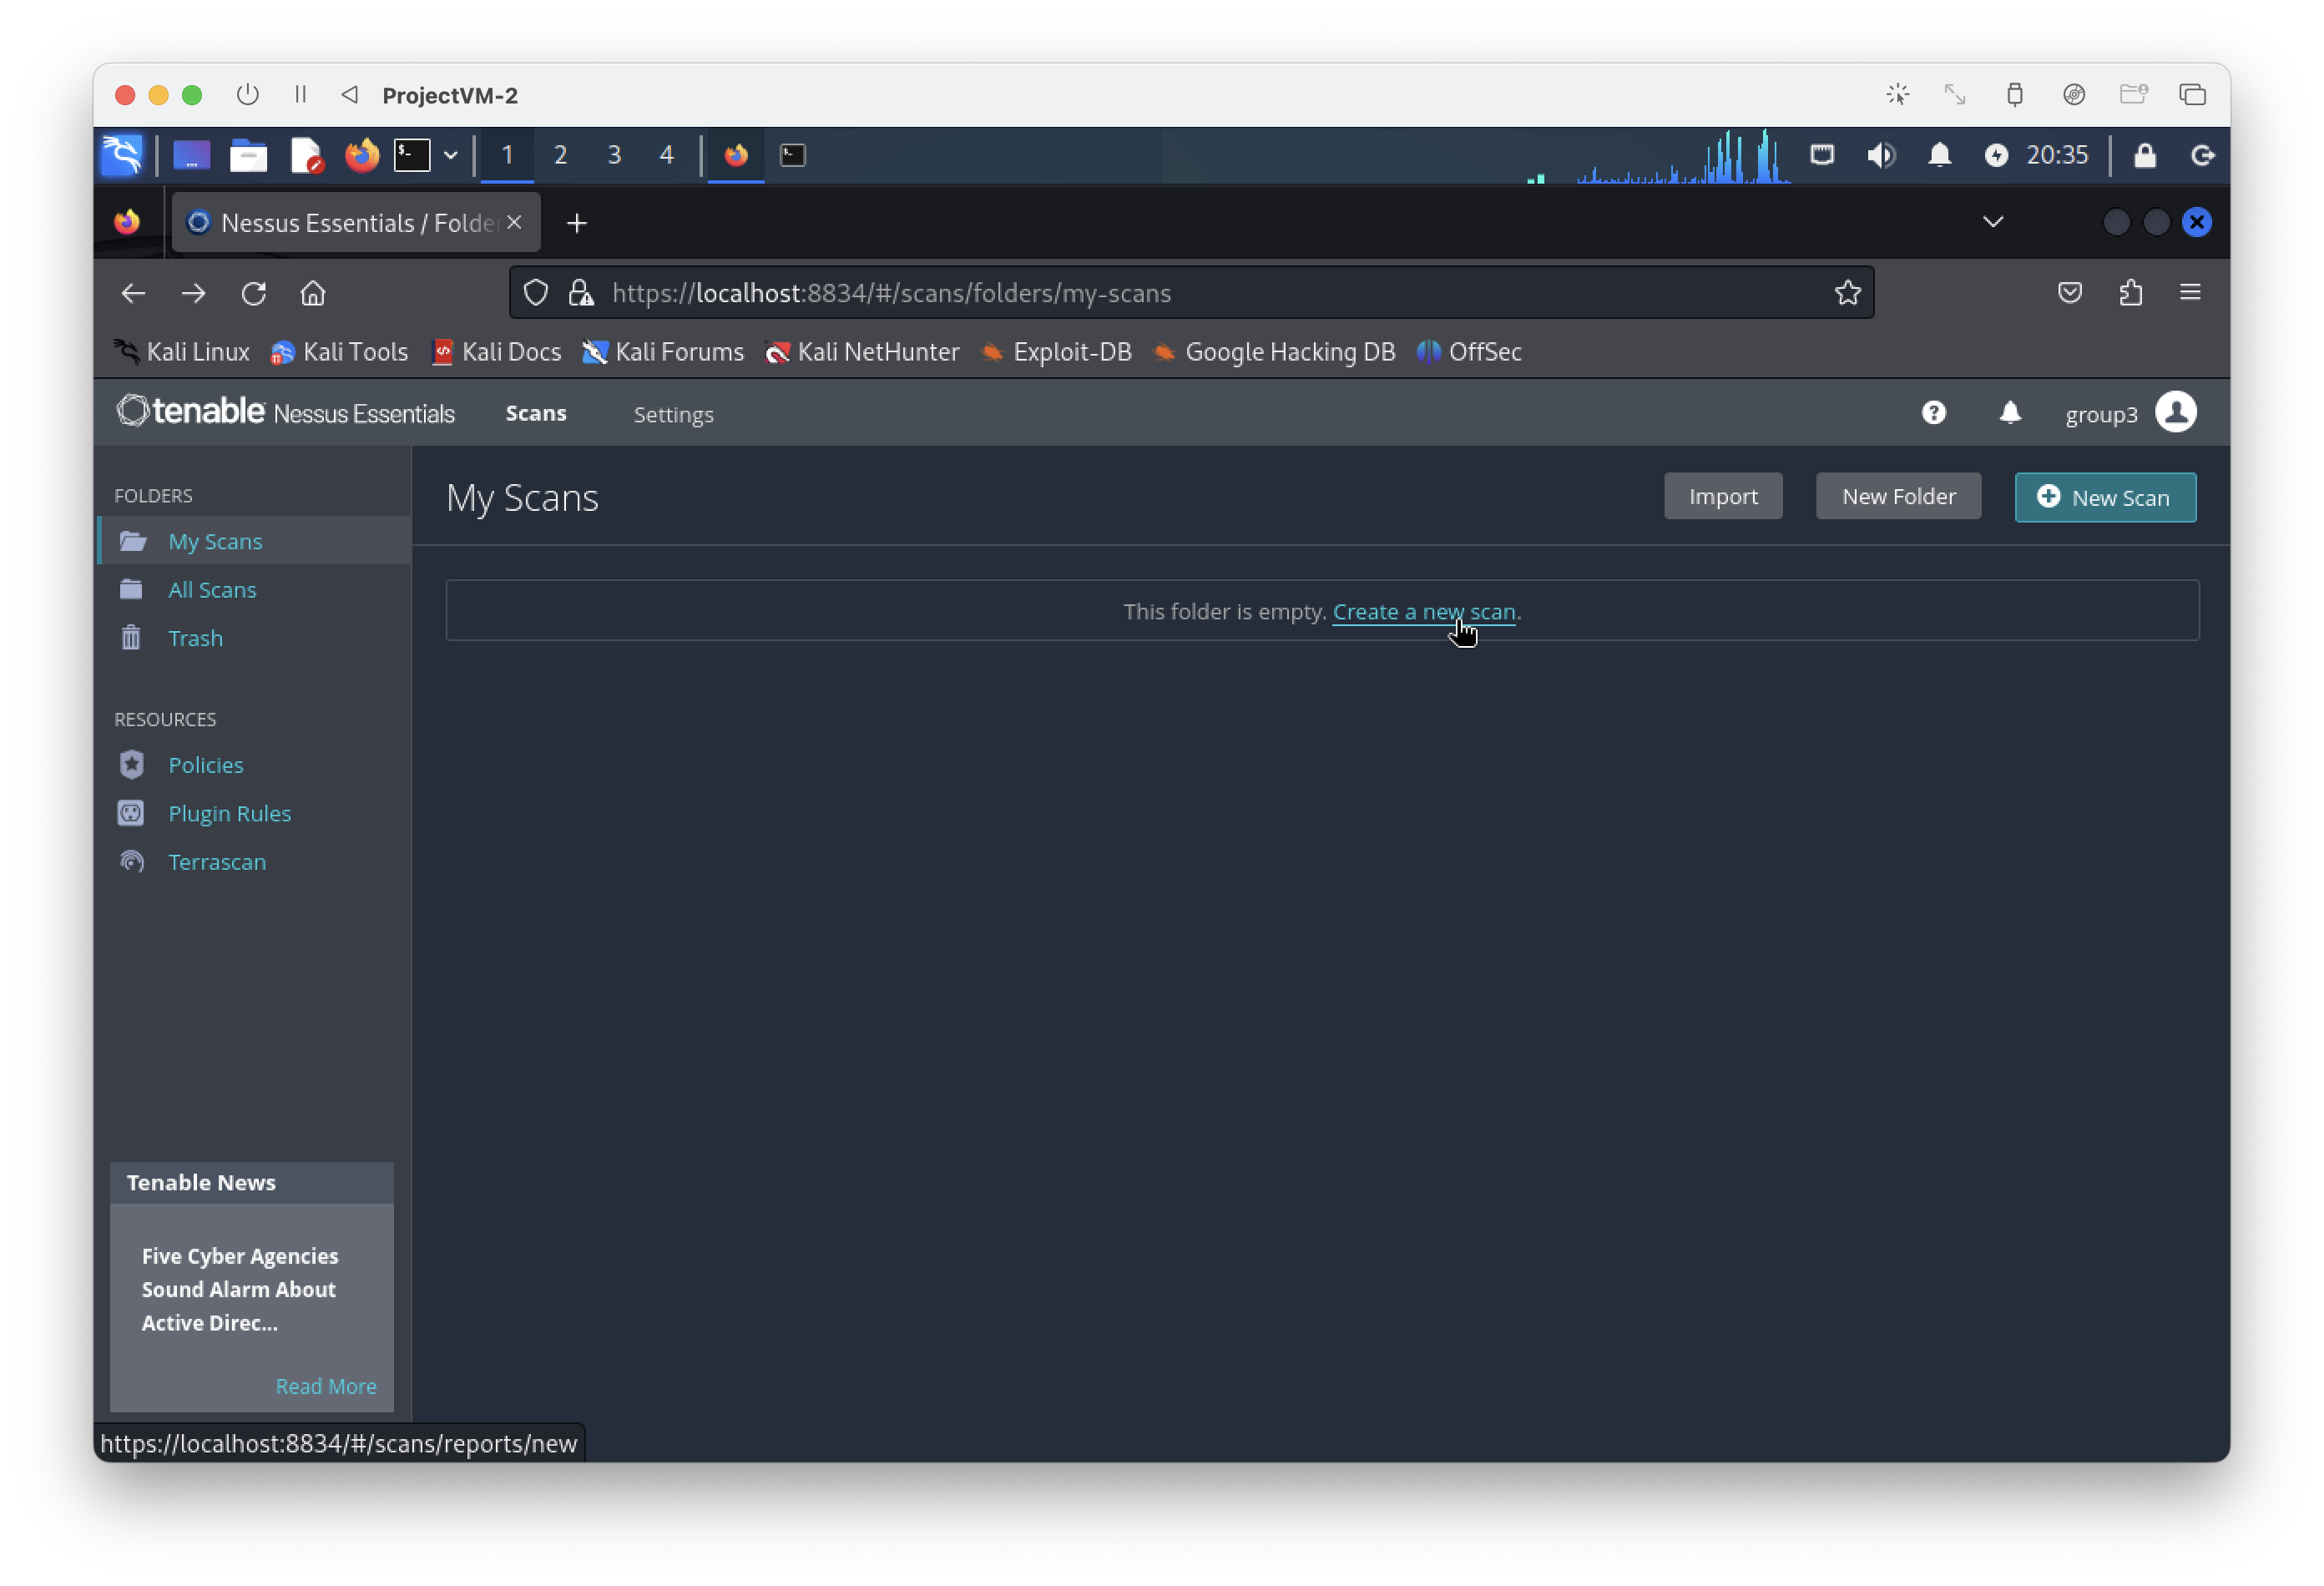 ProjectVM-2
1 2 3 4 20:35
Nessus Essentials / Folde
https://localhost:8834/#/scans/folders/my-scans
Kali Linux Kali Tools Kali Docs Kali Forums Kali NetHunter Exploit-DB Google Hacking DB OffSec
tenable Nessus Essentials Scans Settings group3
FOLDERS
My Scans
All Scans
Trash
RESOURCES
Policies
Plugin Rules
Terrascan
Tenable News
Five Cyber Agencies
Sound Alarm About
Active Direc...
Read More
My Scans
Import New Folder New Scan
This folder is empty. Create a new scan.
https://localhost:8834/#/scans/reports/new